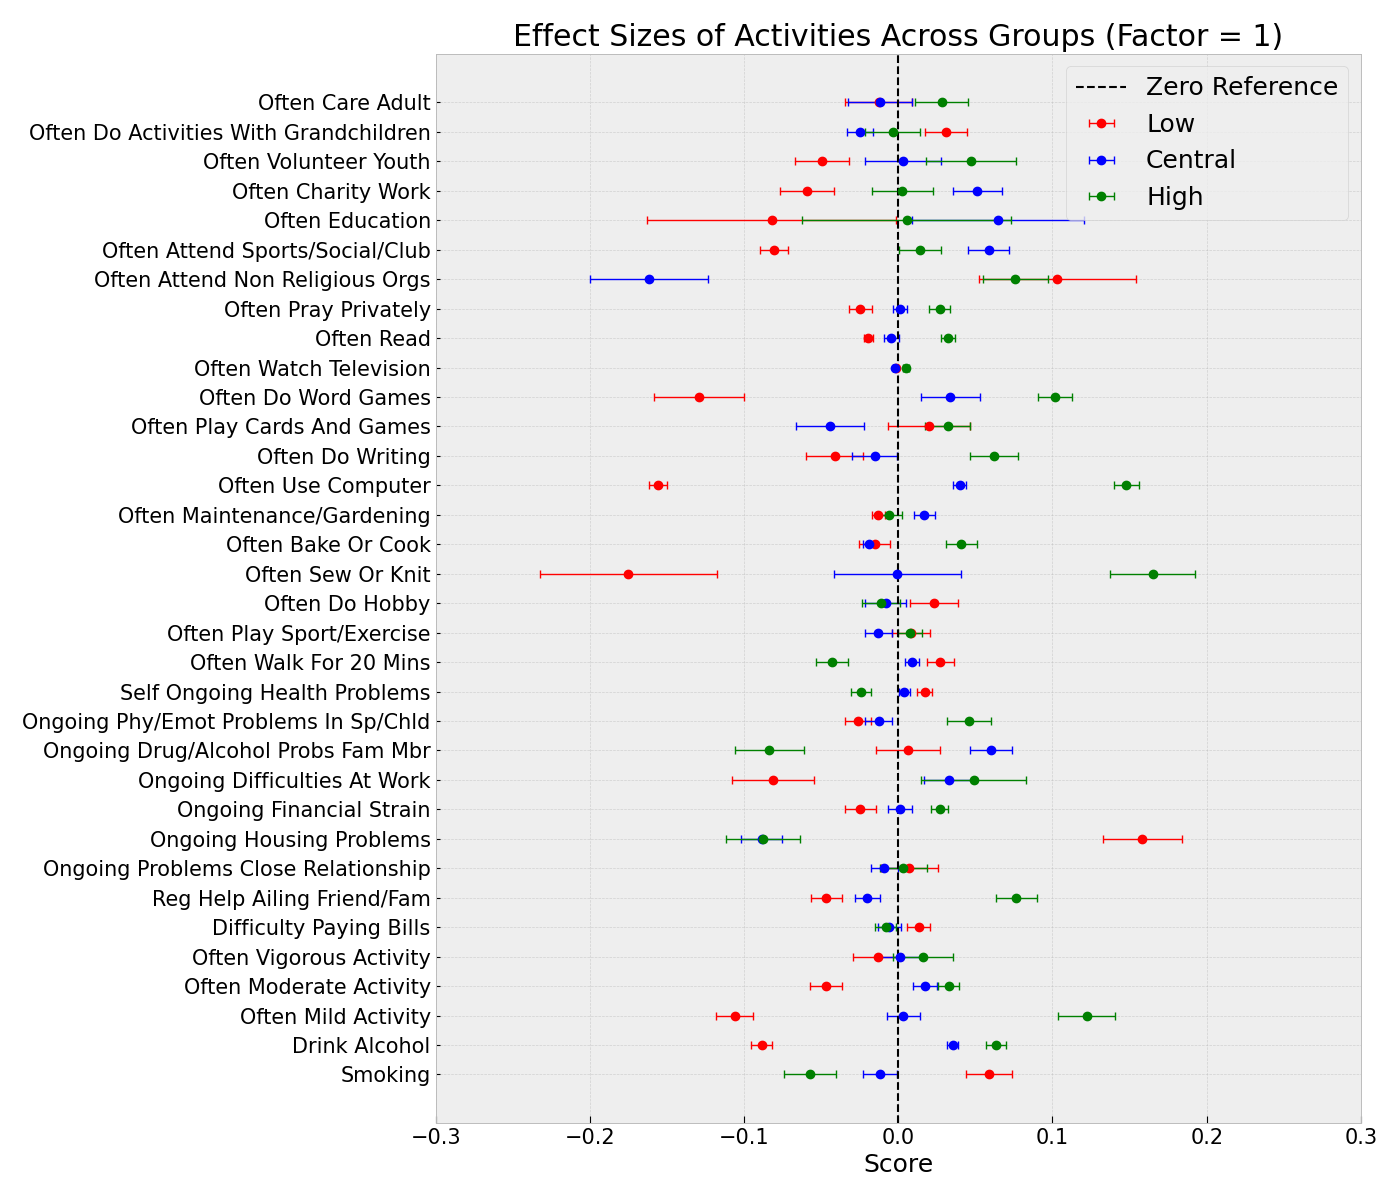 Effect Sizes of Activities Across Groups (Factor = 1)
Zero Reference
Low
Central
High
Often Care Adult
Often Do Activities With Grandchildren
Often Volunteer Youth
Often Charity Work
Often Education
Often Attend Sports/Social/Club
Often Attend Non Religious Orgs
Often Pray Privately
Often Read
Often Watch Television
Often Do Word Games
Often Play Cards And Games
Often Do Writing
Often Use Computer
Often Maintenance/Gardening
Often Bake Or Cook
Often Sew Or Knit
Often Do Hobby
Often Play Sport/Exercise
Often Walk For 20 Mins
Self Ongoing Health Problems
Ongoing Phy/Emot Problems In Sp/Chld
Ongoing Drug/Alcohol Probs Fam Mbr
Ongoing Difficulties At Work
Ongoing Financial Strain
Ongoing Housing Problems
Ongoing Problems Close Relationship
Reg Help Ailing Friend/Fam
Difficulty Paying Bills
Often Vigorous Activity
Often Moderate Activity
Often Mild Activity
Drink Alcohol
Smoking
−0.3 −0.2 −0.1 0.0 0.1 0.2 0.3
Score